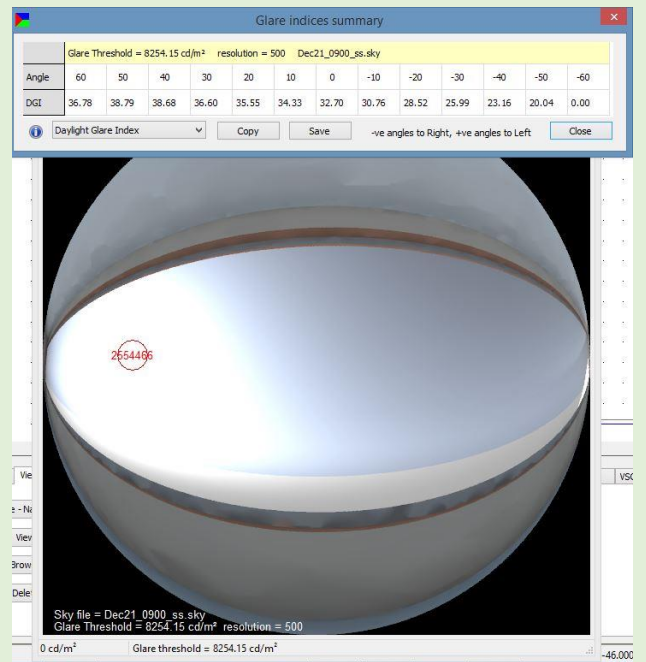 Glare indices summary
Glare Threshold = 8254.15 cd/m² resolution = 500 Dec21_0900_ss.sky
Angle 60 50 40 30 20 10 0 -10 -20 -30 -40 -50 -60
DGI 36.78 38.79 38.68 36.60 35.55 34.33 32.70 30.76 28.52 25.99 23.16 20.04 0.00
Daylight Glare Index Copy Save -ve angles to Right, +ve angles to Left Close
2554466
Vie
VSC
e - Na
View
Brow
Delet
Sky file = Dec21_0900_ss.sky
Glare Threshold = 8254.15 cd/m² resolution = 500
0 cd/m² Glare threshold = 8254.15 cd/m²
-46.000